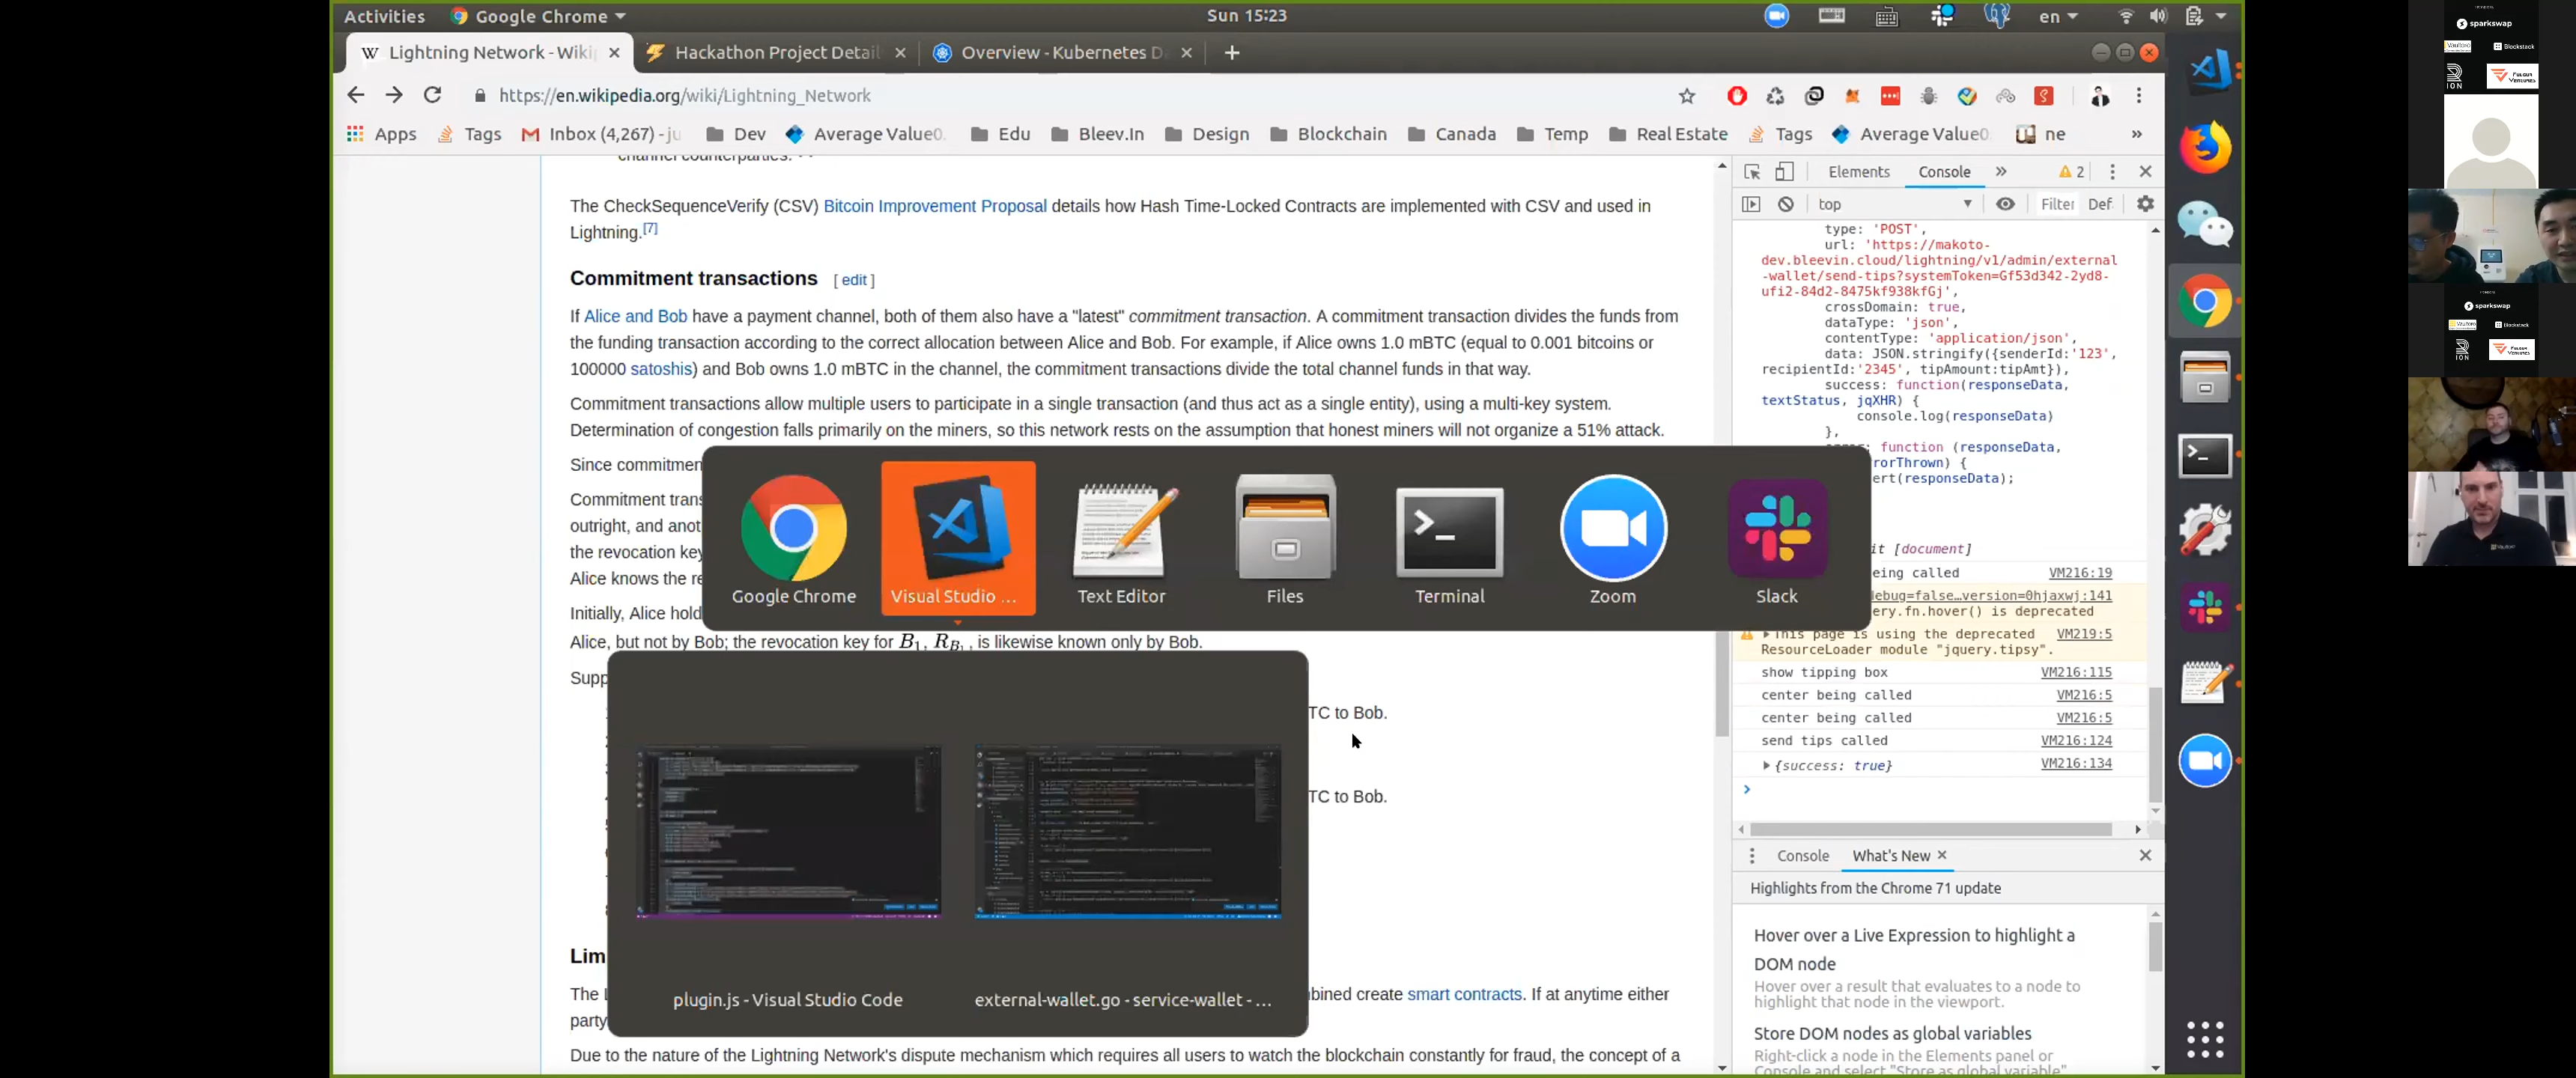 Activities
Google Chrome
Sun 15:23
en
Lightning Network - Wiki
Hackathon Project Detail
Overview - Kubernetes D
https://en.wikipedia.org/wiki/Lightning_Network
Apps
Tags
Inbox (4,267) - ju
Dev
Average Value0.
Edu
Bleev.In
Design
Blockchain
Canada
Temp
Real Estate
Tags
Average Value0
ne
»
channel counterparties.
The CheckSequenceVerify (CSV) Bitcoin Improvement Proposal details how Hash Time-Locked Contracts are implemented with CSV and used in
Lightning.[7]
Commitment transactions [ edit ]
If Alice and Bob have a payment channel, both of them also have a "latest" commitment transaction. A commitment transaction divides the funds from
the funding transaction according to the correct allocation between Alice and Bob. For example, if Alice owns 1.0 mBTC (equal to 0.001 bitcoins or
100000 satoshis) and Bob owns 1.0 mBTC in the channel, the commitment transactions divide the total channel funds in that way.
Commitment transactions allow multiple users to participate in a single transaction (and thus act as a single entity), using a multi-key system.
Determination of congestion falls primarily on the miners, so this network rests on the assumption that honest miners will not organize a 51% attack.
Since commitmen
Commitment trans
outright, and anot
the revocation key
Alice knows the re
Initially, Alice hold
Alice, but not by Bob; the revocation key for B1, RB1, is likewise known only by Bob.
Supp
TC to Bob.
TC to Bob.
Lim
The L
bined create smart contracts. If at anytime either
party
Due to the nature of the Lightning Network's dispute mechanism which requires all users to watch the blockchain constantly for fraud, the concept of a
Google Chrome
Visual Studio ...
Text Editor
Files
Terminal
Zoom
Slack
plugin.js - Visual Studio Code
external-wallet.go - service-wallet - ...
Elements
Console
»
2
top
Filter
Def
type: 'POST',
url: 'https://makoto-
dev.bleevin.cloud/lightning/v1/admin/external
-wallet/send-tips?systemToken=Gf53d342-2yd8-
ufi2-84d2-8475kf938kfGj',
crossDomain: true,
dataType: 'json',
contentType: 'application/json',
data: JSON.stringify({senderId:'123',
recipientId:'2345', tipAmount:tipAmt}),
success: function(responseData,
textStatus, jqXHR) {
console.log(responseData)
},
: function (responseData,
rorThrown) {
ert(responseData);
it [document]
eing called VM216:19
ebug=false…version=0hjaxwj:141
ery.fn.hover() is deprecated
This page is using the deprecated VM219:5
ResourceLoader module "jquery.tipsy".
show tipping box VM216:115
center being called VM216:5
center being called VM216:5
send tips called VM216:124
{success: true} VM216:134
Console
What's New
Highlights from the Chrome 71 update
Hover over a Live Expression to highlight a
DOM node
Hover over a result that evaluates to a node to
highlight that node in the viewport.
Store DOM nodes as global variables
Right-click a node in the Elements panel or
Console and select "Store as global variable"
sparkswap
Vaultoro
Blockstack
ION
FULGUR VENTURES
sparkswap
Vaultoro
Blockstack
ION
FULGUR VENTURES